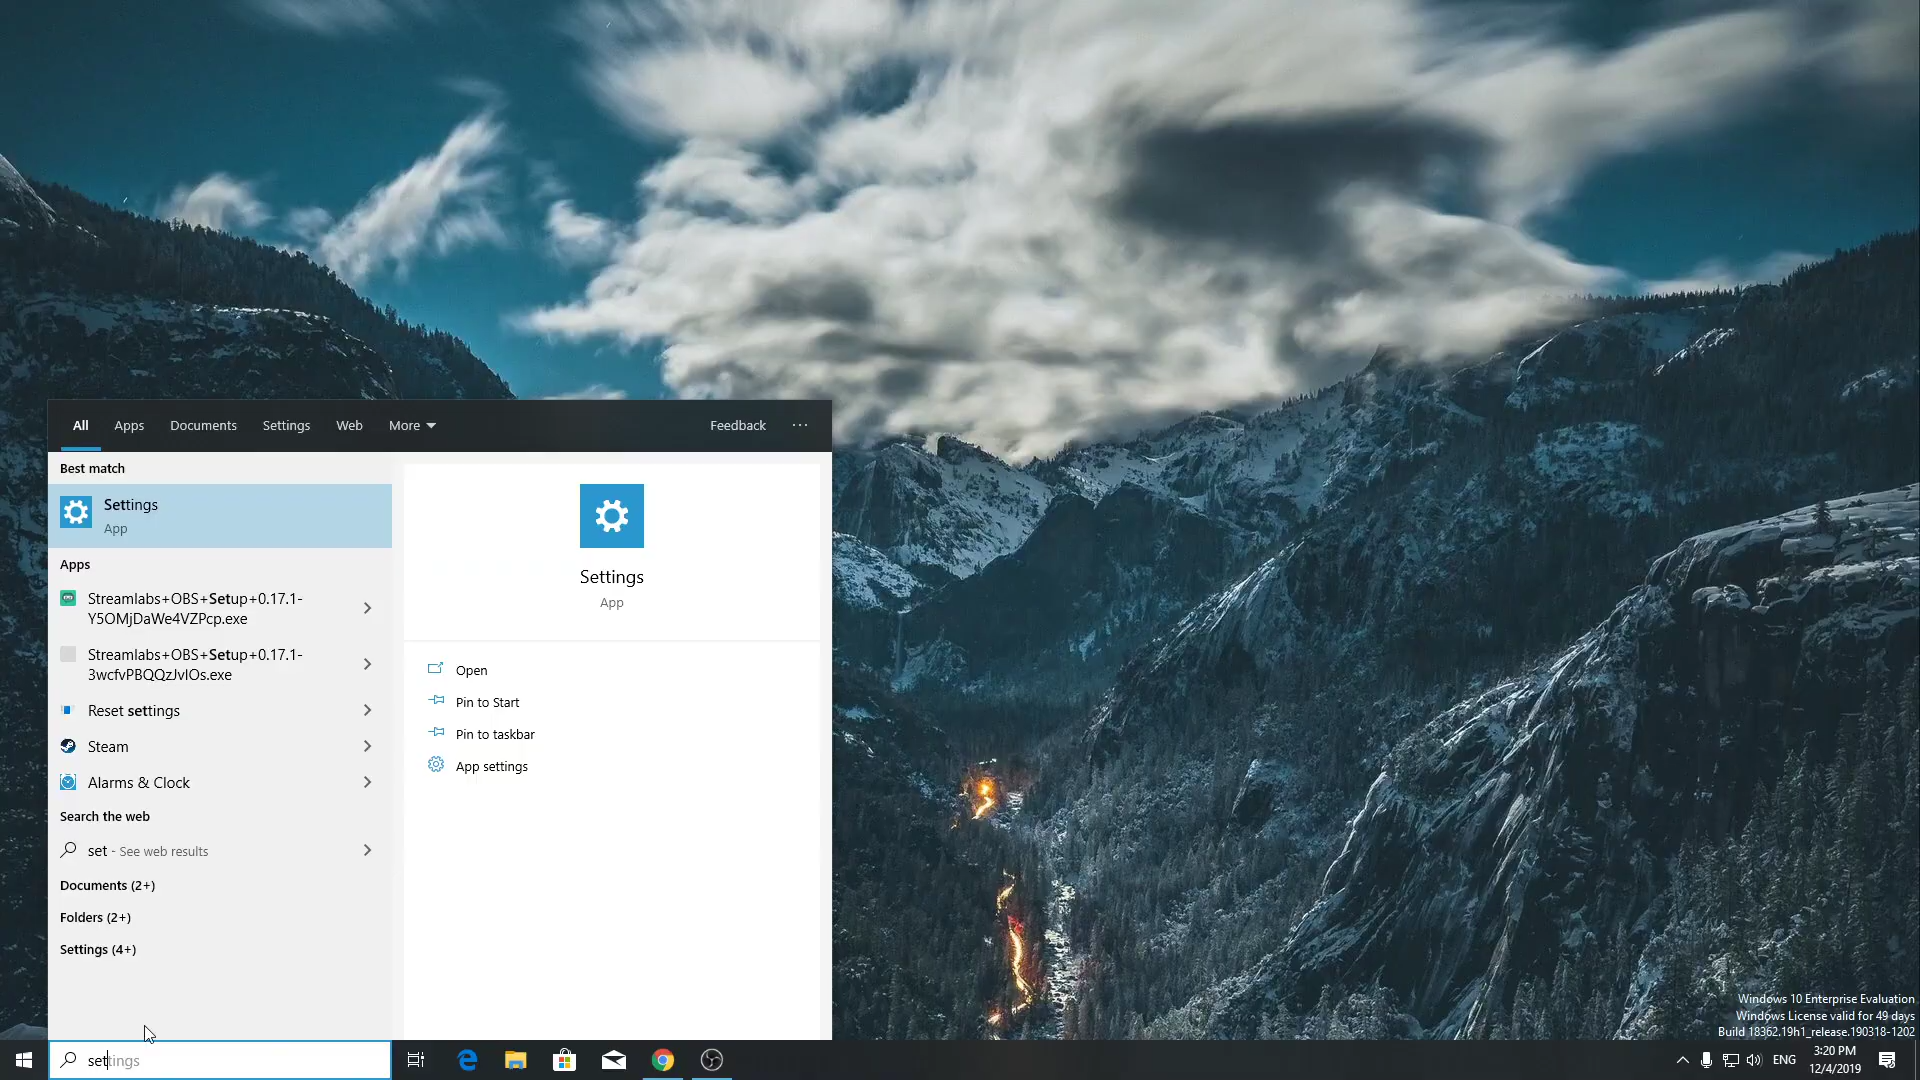 All Apps Documents Settings Web More Feedback ...
Best match
Settings
App
Apps
Streamlabs+OBS+Setup+0.17.1-
Y5OMjDaWe4VZPcp.exe
Streamlabs+OBS+Setup+0.17.1-
3wcfvPBQQzJvIOs.exe
Reset settings
Steam
Alarms & Clock
Search the web
set - See web results
Documents (2+)
Folders (2+)
Settings (4+)
Settings
App
Open
Pin to Start
Pin to taskbar
App settings
Windows 10 Enterprise Evaluation
Windows License valid for 49 days
Build 18362.19h1_release.190318-1202
settings
ENG
3:20 PM
12/4/2019